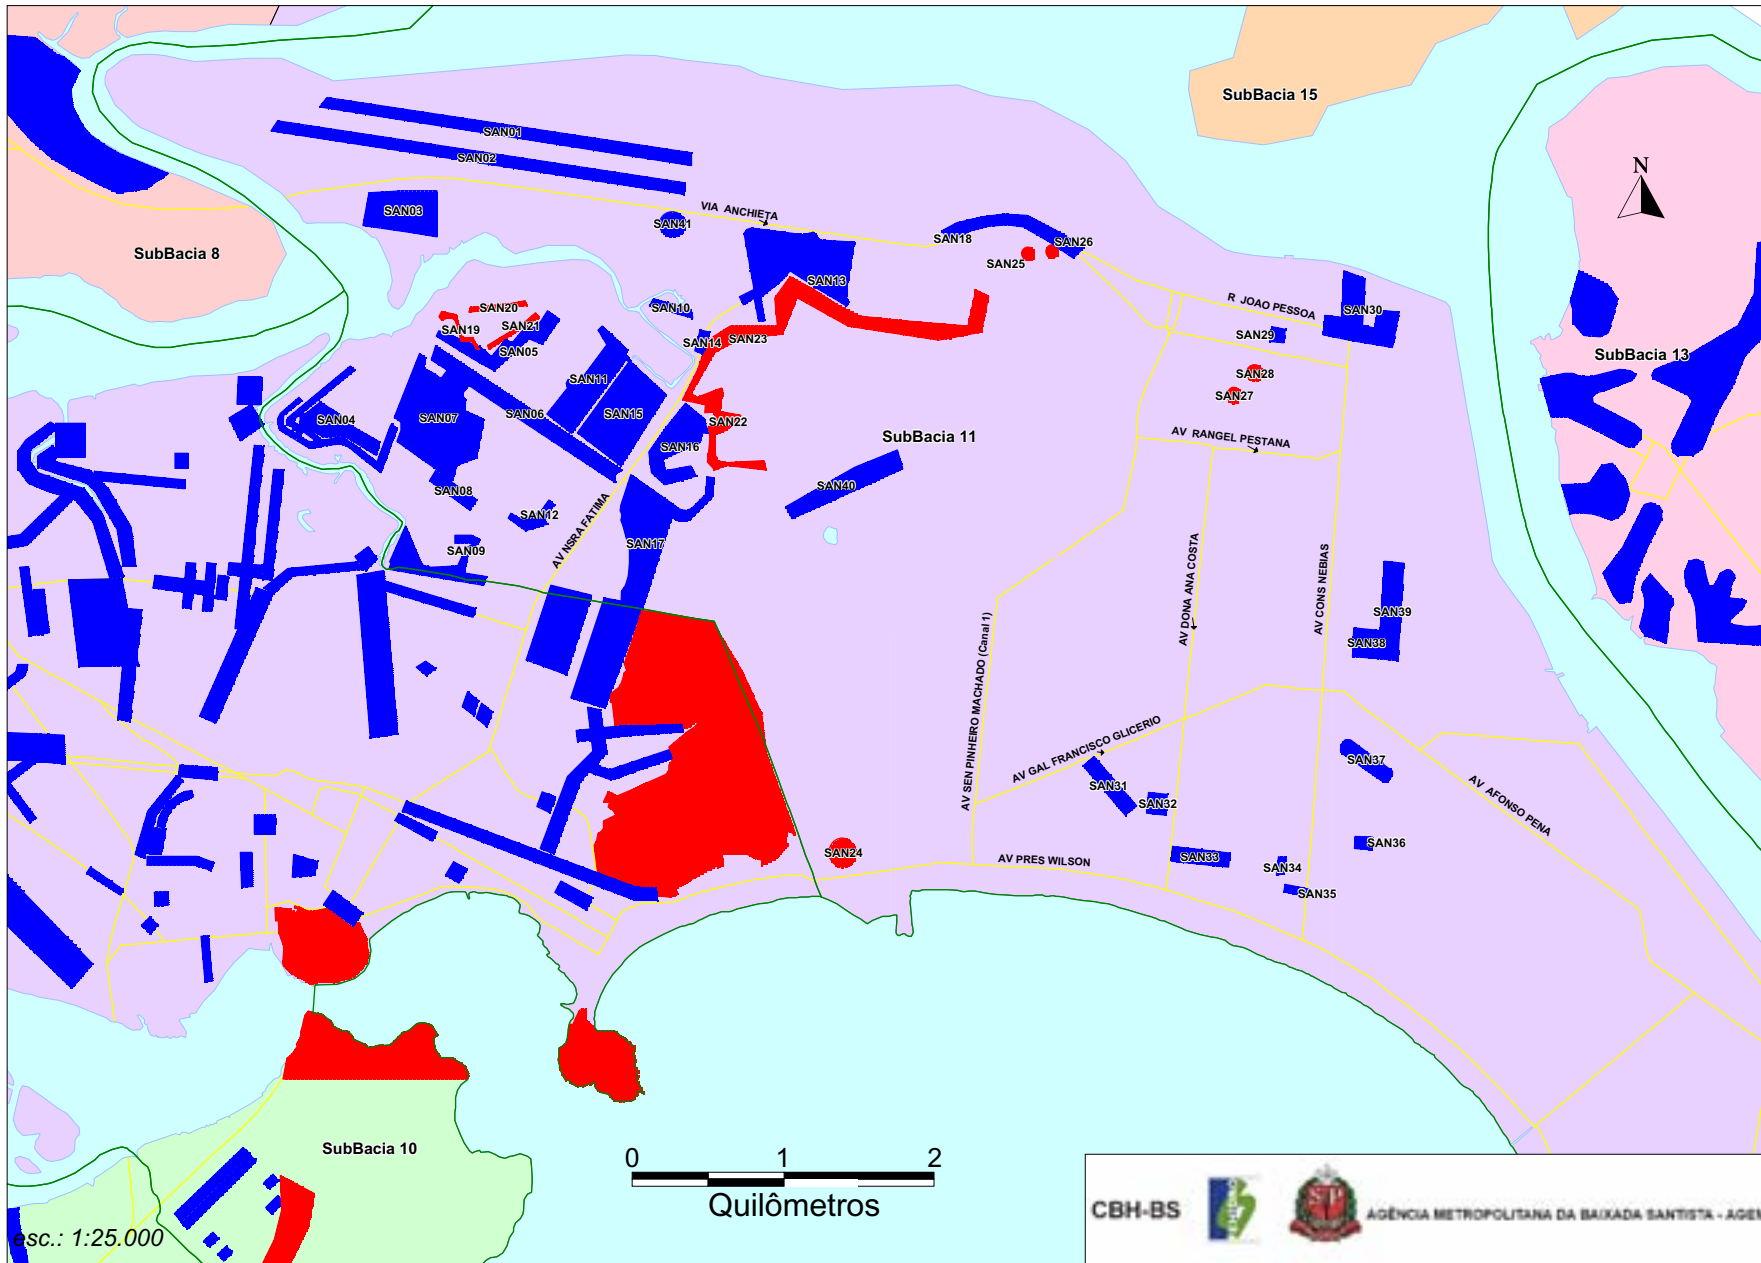 SubBacia 15
SAN01
SAN02
N
SAN03
VIA ANCHIETA
SAN41
SAN18
SAN26
SubBacia 8
SAN25
SAN13
R JOAO PESSOA
SAN20
SAN10
SAN30
SAN19
SAN21
SAN29
SAN14
SAN23
SAN05
SubBacia 13
SAN11
SAN28
SAN27
SAN04
SAN07
SAN06
SAN15
SAN22
SubBacia 11
AV RANGEL PESTANA
SAN16
SAN08
SAN40
SAN12
AV NSRA FATIMA
SAN17
SAN09
AV DONA ANA COSTA
AV CONS NEBIAS
SAN39
SAN38
AV SEN PINHEIRO MACHADO (Canal 1)
AV GAL FRANCISCO GLICERIO
SAN37
SAN31
SAN32
AV AFONSO PENA
SAN36
SAN24
AV PRES WILSON
SAN33
SAN34
SAN35
SubBacia 10
0 1 2
Quilômetros
esc.: 1:25.000
CBH-BS
AGÊNCIA METROPOLITANA DA BAIXADA SANTISTA - AGEM